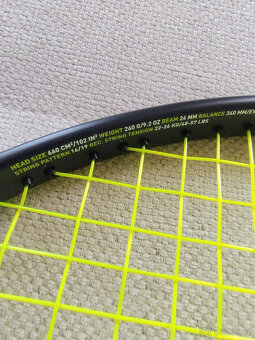 HEAD SIZE 660 CM²/102 IN² WEIGHT 260 G/9.2 OZ BEAM 24 MM BALANCE 340 MM/
STRING PATTERN 16/19 REC. STRING TENSION 22-26 KG/48-57 LBS